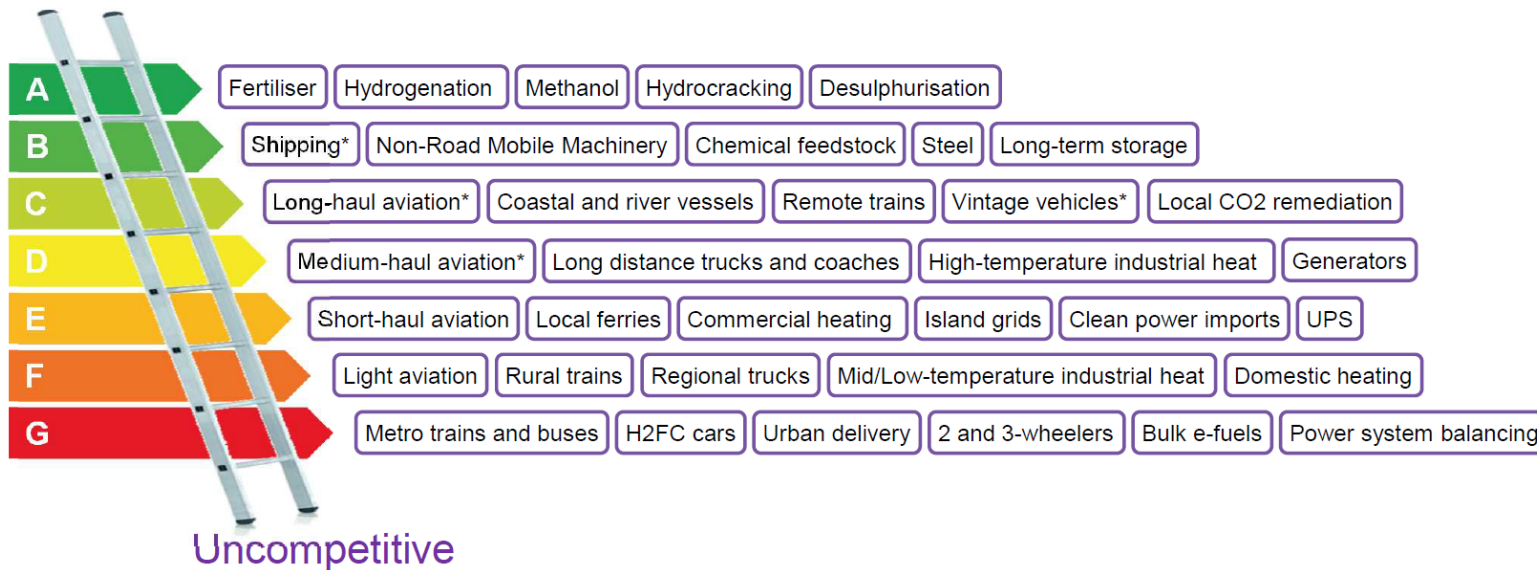 A Fertiliser Hydrogenation Methanol Hydrocracking Desulphurisation
B Shipping* Non-Road Mobile Machinery Chemical feedstock Steel Long-term storage
C Long-haul aviation* Coastal and river vessels Remote trains Vintage vehicles* Local CO2 remediation
D Medium-haul aviation* Long distance trucks and coaches High-temperature industrial heat Generators
E Short-haul aviation Local ferries Commercial heating Island grids Clean power imports UPS
F Light aviation Rural trains Regional trucks Mid/Low-temperature industrial heat Domestic heating
G Metro trains and buses H2FC cars Urban delivery 2 and 3-wheelers Bulk e-fuels Power system balancing
Uncompetitive